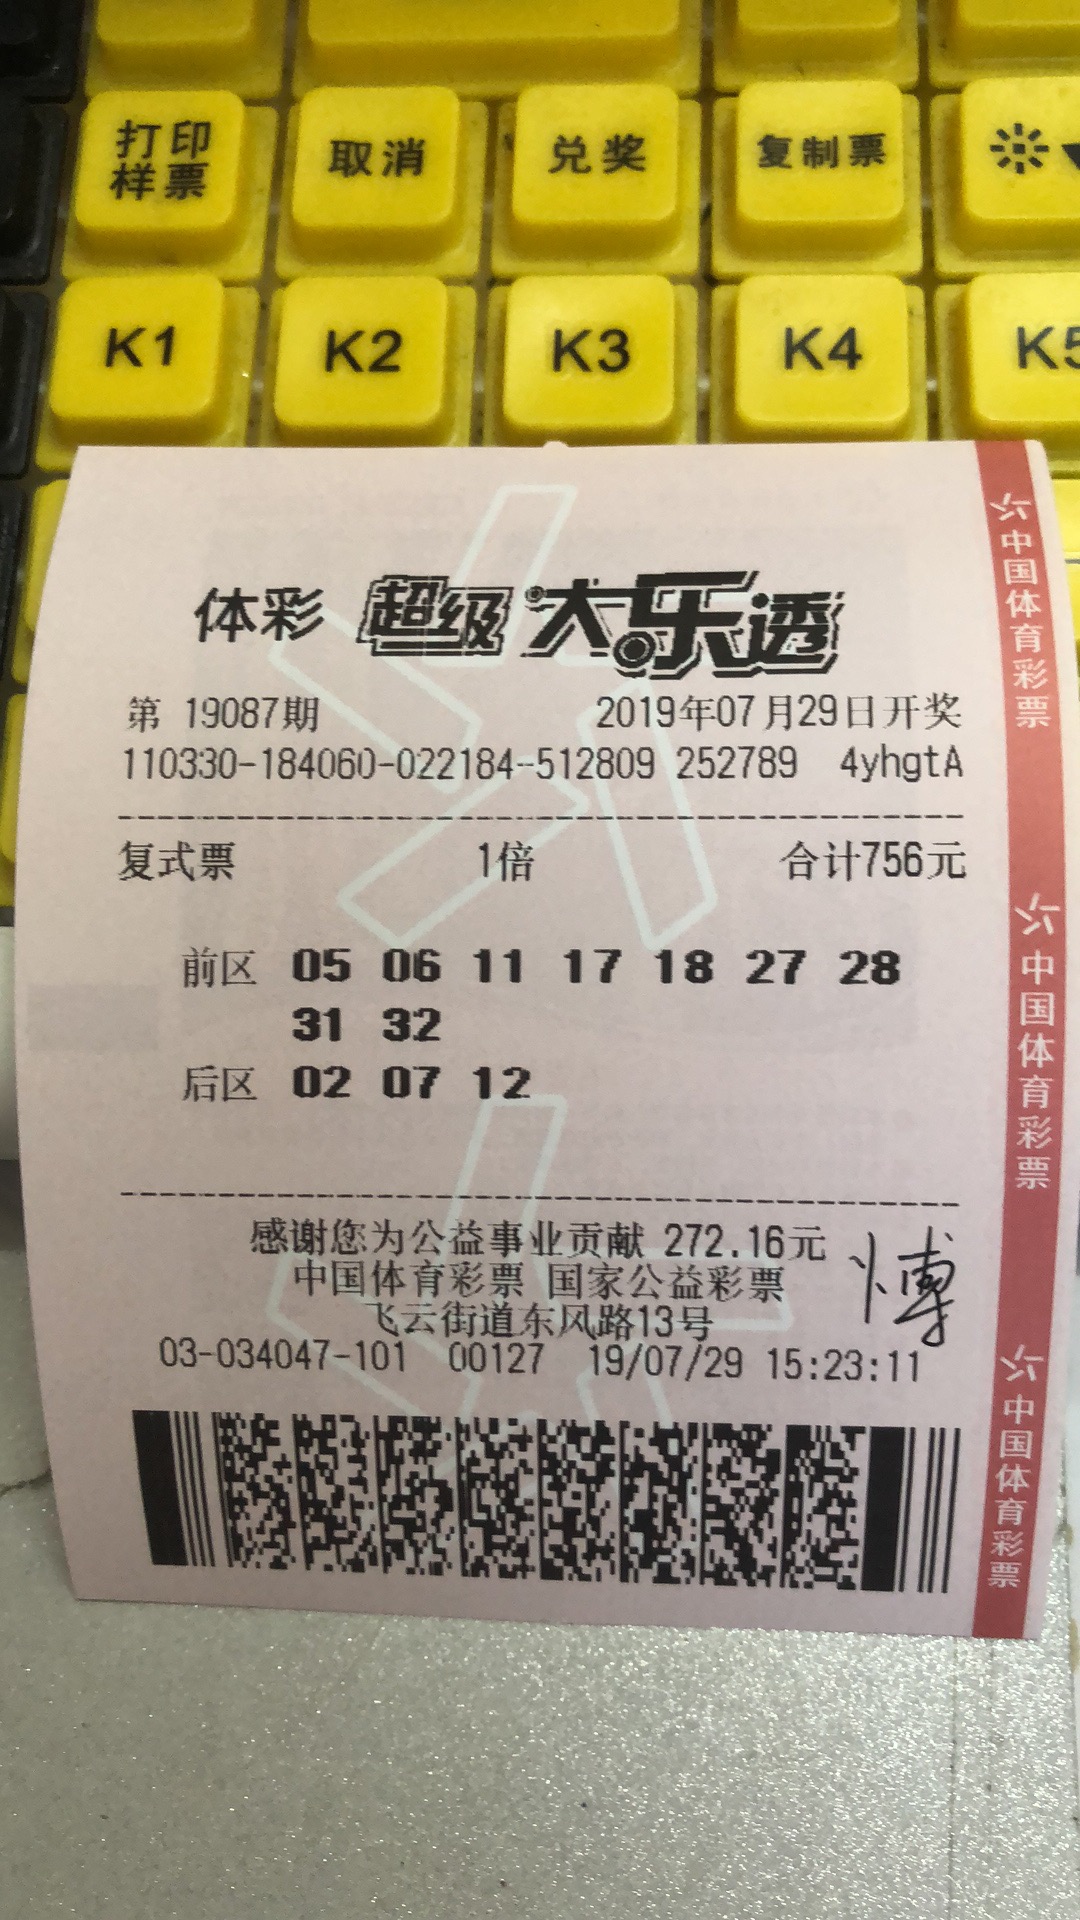 打印
样票
取消
兑奖
复制票
K1
K2
K3
K4
K5
体彩 超级大乐透
第 19087期 2019年07月29日开奖
110330-184060-022184-512809 252789 4yhgtA
复式票 1倍 合计756元
前区 05 06 11 17 18 27 28
31 32
后区 02 07 12
感谢您为公益事业贡献 272.16元
中国体育彩票 国家公益彩票
飞云街道东风路13号
03-034047-101 00127 19/07/29 15:23:11
中国体育彩票
中国体育彩票
中国体育彩票